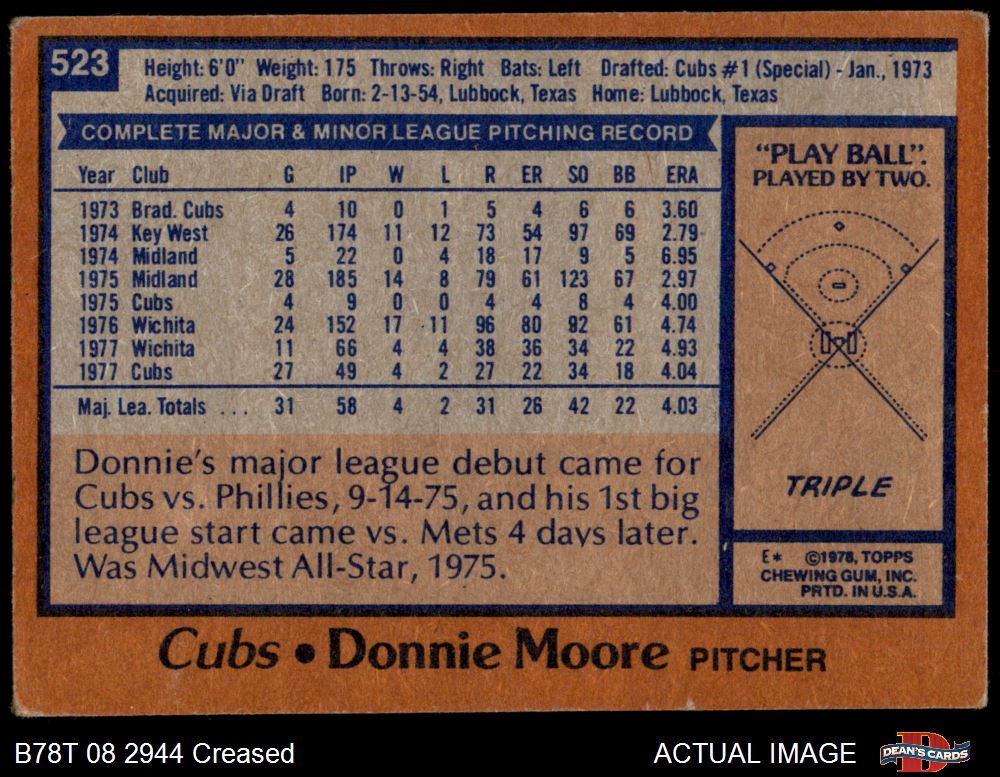 523
Height: 6'0" Weight: 175 Throws: Right Bats: Left Drafted: Cubs #1 (Special) - Jan., 1973
Acquired: Via Draft Born: 2-13-54, Lubbock, Texas Home: Lubbock, Texas
COMPLETE MAJOR & MINOR LEAGUE PITCHING RECORD
Year Club G IP W L R ER SO BB ERA
1973 Brad. Cubs 4 10 0 1 5 4 6 6 3.60
1974 Key West 26 174 11 12 73 54 97 69 2.79
1974 Midland 5 22 0 4 18 17 9 5 6.95
1975 Midland 28 185 14 8 79 61 123 67 2.97
1975 Cubs 4 9 0 0 4 4 8 4 4.00
1976 Wichita 24 152 17 11 96 80 92 61 4.74
1977 Wichita 11 66 4 4 38 36 34 22 4.93
1977 Cubs 27 49 4 2 27 22 34 18 4.04
Maj. Lea. Totals ... 31 58 4 2 31 26 42 22 4.03
Donnie's major league debut came for
Cubs vs. Phillies, 9-14-75, and his 1st big
league start came vs. Mets 4 days later.
Was Midwest All-Star, 1975.
"PLAY BALL".
PLAYED BY TWO.
TRIPLE
E* ©1978, TOPPS
CHEWING GUM, INC.
PRTD. IN U.S.A.
Cubs • Donnie Moore PITCHER
B78T 08 2944 Creased
ACTUAL IMAGE
DEAN'S CARDS